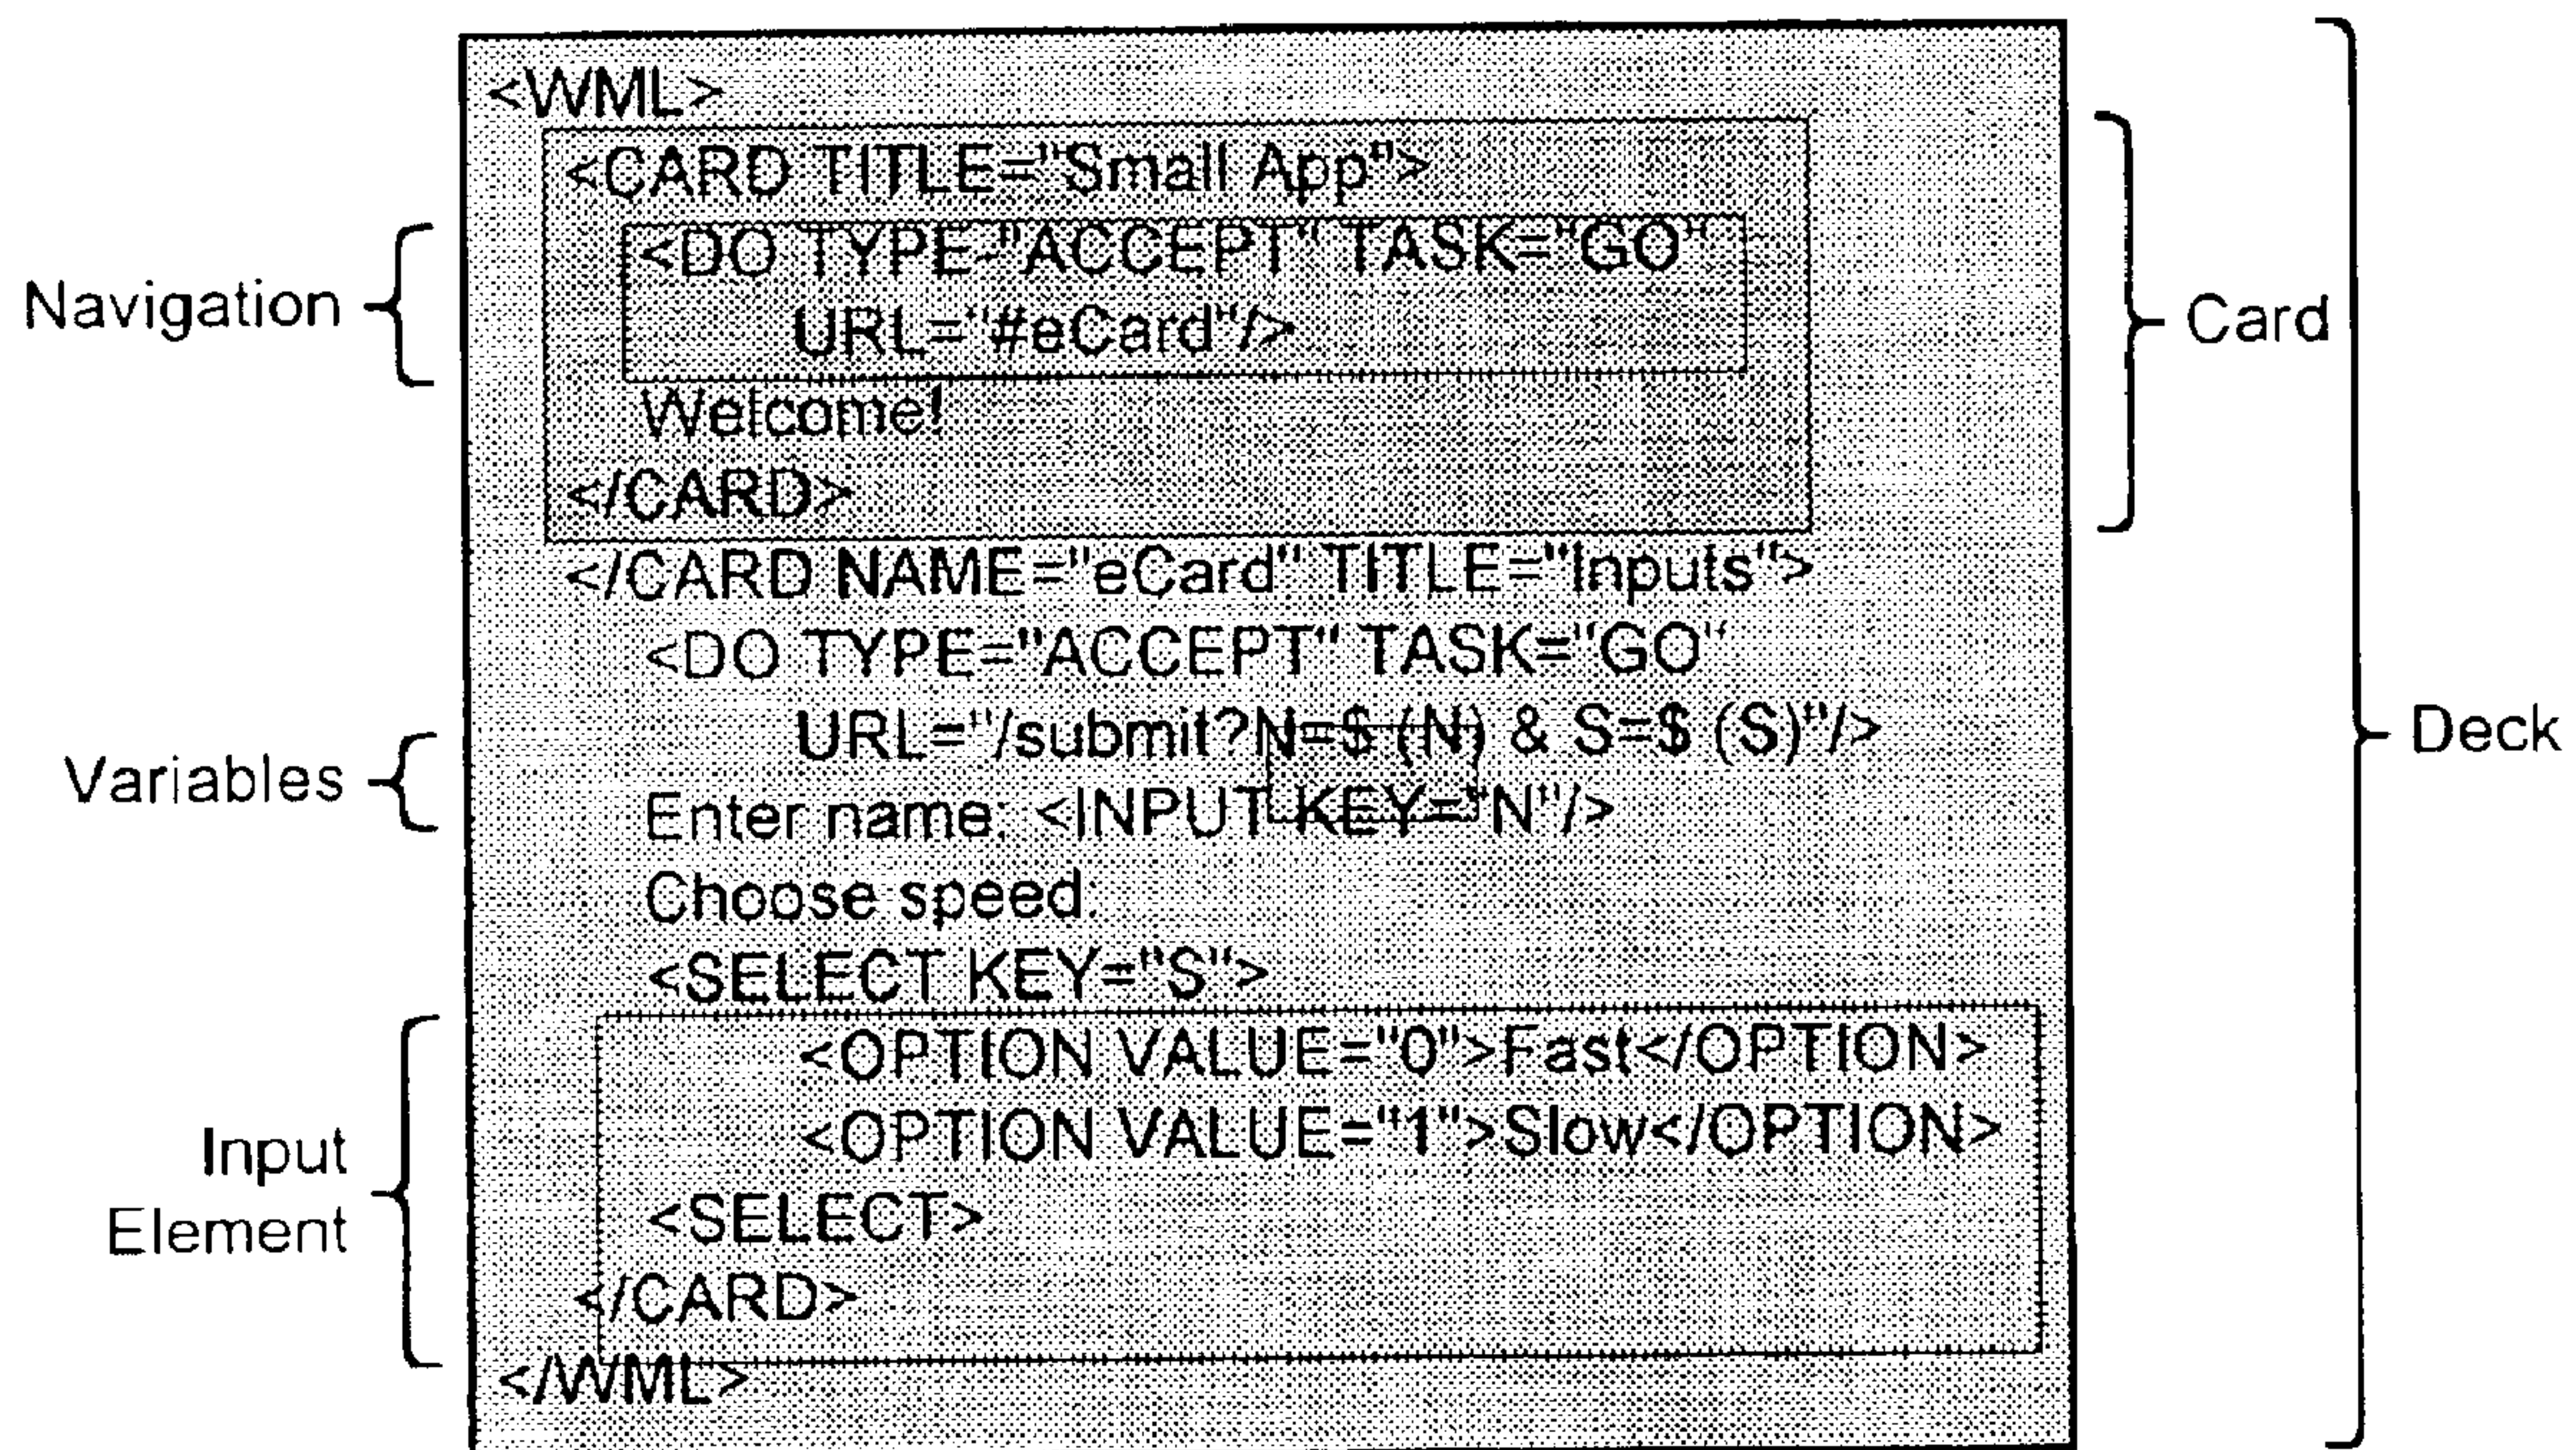 <WML>
<CARD TITLE="Small App">
<DO TYPE="ACCEPT" TASK="GO"
URL="#eCard"/>
Welcome!
</CARD>
</CARD NAME="eCard" TITLE="Inputs">
<DO TYPE="ACCEPT" TASK="GO"
URL="/submit?N=$ (N) & S=$ (S)"/>
Enter name: <INPUT KEY="N"/>
Choose speed:
<SELECT KEY="S">
<OPTION VALUE="0">Fast</OPTION>
<OPTION VALUE="1">Slow</OPTION>
<SELECT>
</CARD>
</WML>
Navigation
Variables
Input
Element
Card
Deck